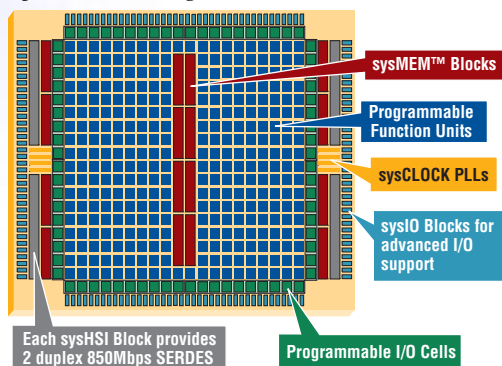 sysMEM™ Blocks
Programmable
Function Units
sysCLOCK PLLs
sysIO Blocks for
advanced I/O
support
Each sysHSI Block provides
2 duplex 850Mbps SERDES
Programmable I/O Cells